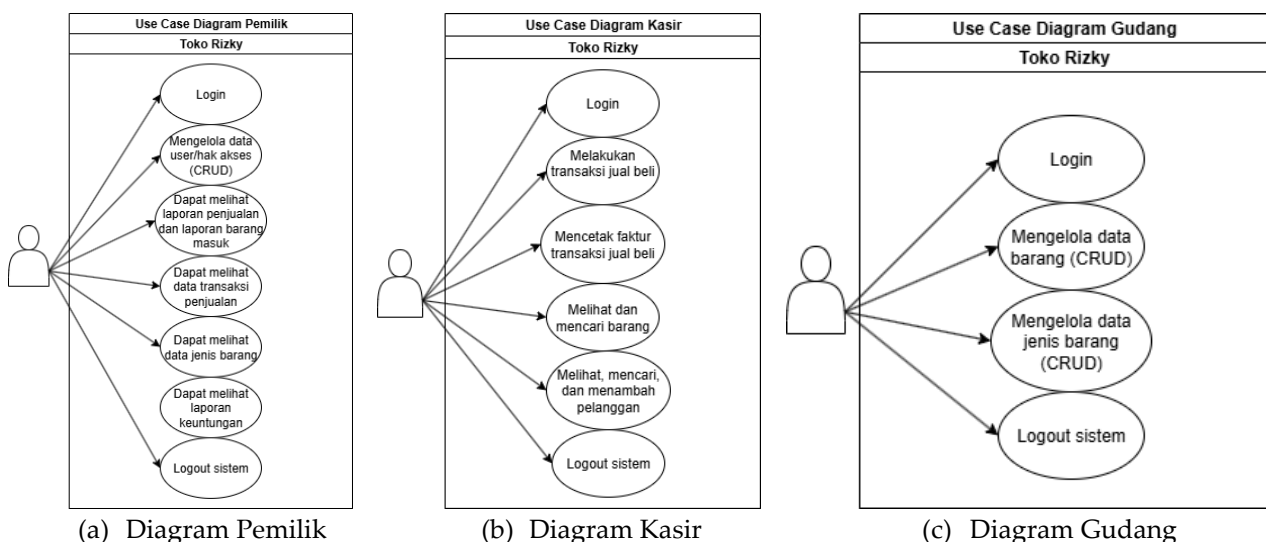 Use Case Diagram Pemilik
Toko Rizky
Login
Mengelola data
user/hak akses
(CRUD)
Dapat melihat
laporan penjualan
dan laporan barang
masuk
Dapat melihat
data transaksi
penjualan
Dapat melihat
data jenis barang
Dapat melihat
laporan
keuntungan
Logout sistem
(a) Diagram Pemilik
Use Case Diagram Kasir
Toko Rizky
Login
Melakukan
transaksi jual beli
Mencetak faktur
transaksi jual beli
Melihat dan
mencari barang
Melihat, mencari,
dan menambah
pelanggan
Logout sistem
(b) Diagram Kasir
Use Case Diagram Gudang
Toko Rizky
Login
Mengelola data
barang (CRUD)
Mengelola data
jenis barang
(CRUD)
Logout sistem
(c) Diagram Gudang